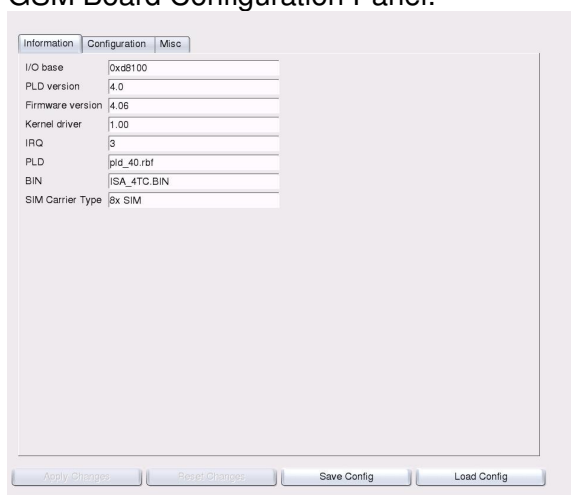 GSM Board Configuration Panel.
Information Configuration Misc
I/O base 0xd8100
PLD version 4.0
Firmware version 4.06
Kernel driver 1.00
IRQ 3
PLD pld_40.rbf
BIN ISA_4TC.BIN
SIM Carrier Type 8x SIM
Apply Changes Reset Changes Save Config Load Config